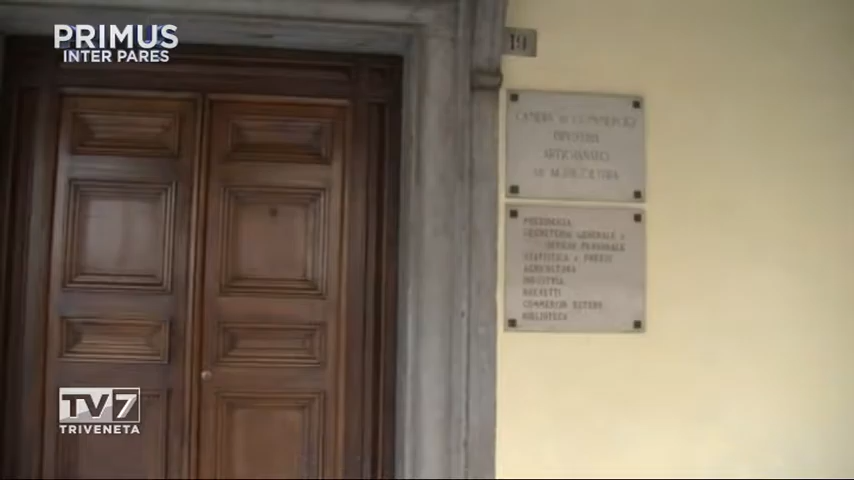 PRIMUS
INTER PARES
19
CAMERA DI COMMERCIO
INDUSTRIA
ARTIGIANATO
ED AGRICOLTURA
PRESIDENZA
SEGRETERIA GENERALE E
UFFICIO PERSONALE
STATISTICA E PREZZI
AGRICOLTURA
INDUSTRIA
BREVETTI
COMMERCIO ESTERO
BIBLIOTECA
TV7
TRIVENETA